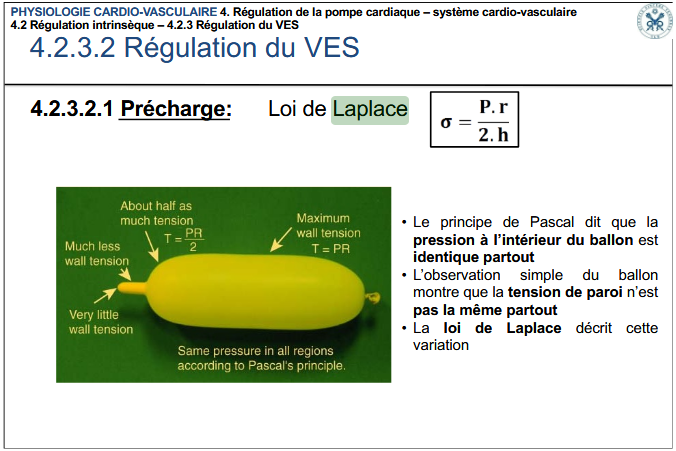 PHYSIOLOGIE CARDIO-VASCULAIRE 4. Régulation de la pompe cardiaque – système cardio-vasculaire
4.2 Régulation intrinsèque – 4.2.3 Régulation du VES
4.2.3.2 Régulation du VES
4.2.3.2.1 Précharge: Loi de Laplace
σ = P.r / 2.h
About half as
much tension
T = PR / 2
Much less
wall tension
Very little
wall tension
Maximum
wall tension
T = PR
Same pressure in all regions
according to Pascal's principle.
• Le principe de Pascal dit que la
pression à l'intérieur du ballon est
identique partout
• L'observation simple du ballon
montre que la tension de paroi n'est
pas la même partout
• La loi de Laplace décrit cette
variation